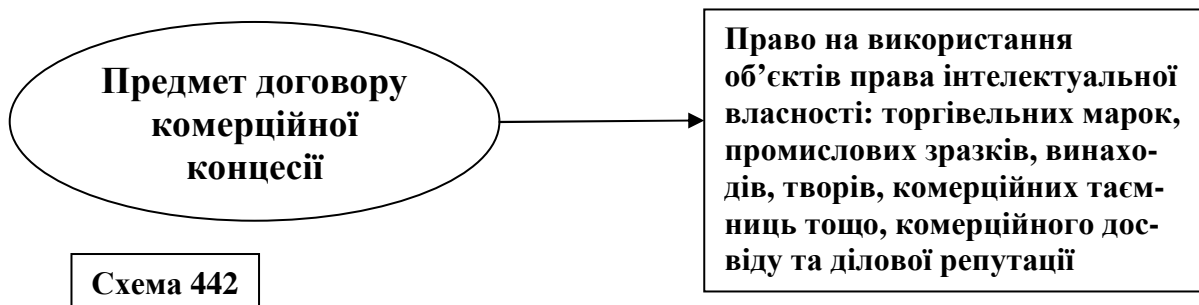 Предмет договору
комерційної
концесії
Право на використання
об’єктів права інтелектуальної
власності: торгівельних марок,
промислових зразків, винахо-
дів, творів, комерційних таєм-
ниць тощо, комерційного дос-
віду та ділової репутації
Схема 442